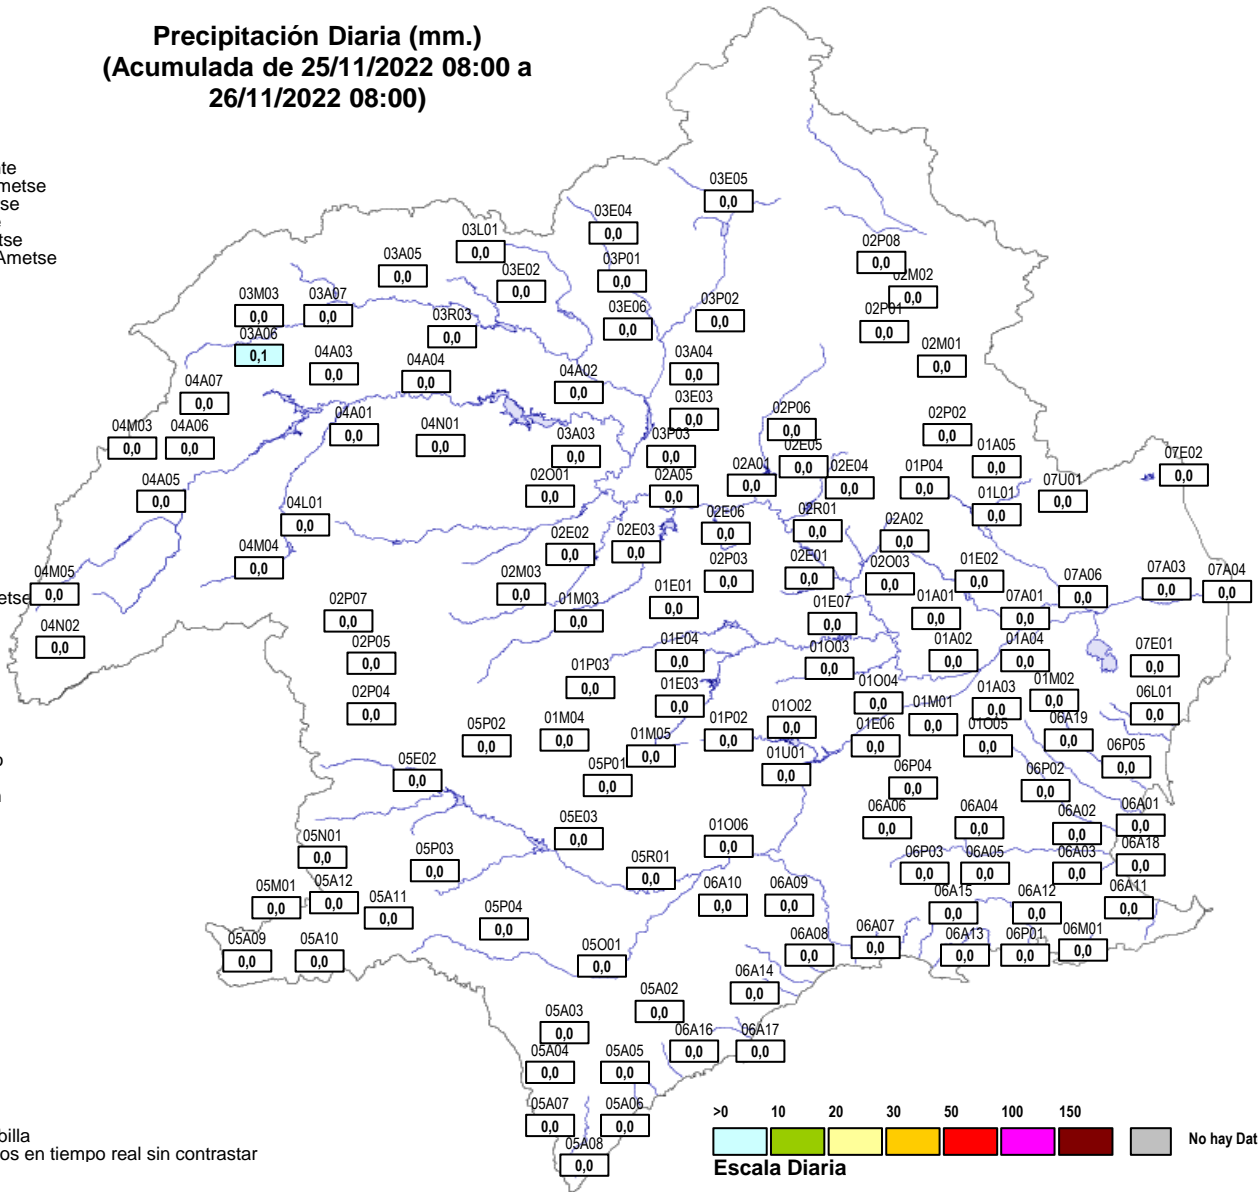 Precipitación Diaria (mm.)
(Acumulada de 25/11/2022 08:00 a
26/11/2022 08:00)
nte
Ametse
tse
e
etse
Ametse
03E05
0,0
03E04
0,0
03L01
0,0
03A05
0,0
03P01
0,0
03E02
0,0
02P08
0,0
02M02
0,0
03M03
0,0
03A07
0,0
03R03
0,0
03E06
0,0
03P02
0,0
02P01
0,0
03A06
0,1
04A03
0,0
04A04
0,0
04A02
0,0
03A04
0,0
02M01
0,0
04A07
0,0
03E03
0,0
04M03
0,0
04A06
0,0
04A01
0,0
04N01
0,0
03A03
0,0
03P03
0,0
02P06
0,0
02E05
0,0
02P02
0,0
01A05
0,0
07E02
0,0
04A05
0,0
02O01
0,0
02A05
0,0
02A01
0,0
02E04
0,0
01P04
0,0
07U01
0,0
01L01
0,0
04L01
0,0
02E06
0,0
02R01
0,0
02A02
0,0
04M04
0,0
02E02
0,0
02E03
0,0
04M05
0,0
02M03
0,0
02P03
0,0
02E01
0,0
02O03
0,0
01E02
0,0
07A06
0,0
07A03
0,0
07A04
0,0
etse
04N02
0,0
02P07
0,0
01M03
0,0
01E01
0,0
01E07
0,0
01A01
0,0
07A01
0,0
02P05
0,0
01E04
0,0
01O03
0,0
01A02
0,0
01A04
0,0
07E01
0,0
02P04
0,0
01P03
0,0
01E03
0,0
01O04
0,0
01A03
0,0
01M02
0,0
06L01
0,0
05P02
0,0
01M04
0,0
01M05
0,0
01P02
0,0
01O02
0,0
01E06
0,0
01M01
0,0
01O05
0,0
06A19
0,0
06P05
0,0
05E02
0,0
05P01
0,0
01U01
0,0
06P04
0,0
06P02
0,0
05E03
0,0
01O06
0,0
06A06
0,0
06A04
0,0
06A02
0,0
06A01
0,0
05N01
0,0
05P03
0,0
05R01
0,0
06P03
0,0
06A05
0,0
06A03
0,0
06A18
0,0
05M01
0,0
05A12
0,0
05A11
0,0
05P04
0,0
06A10
0,0
06A09
0,0
06A15
0,0
06A12
0,0
06A11
0,0
05A09
0,0
05A10
0,0
05O01
0,0
06A08
0,0
06A07
0,0
06A13
0,0
06P01
0,0
06M01
0,0
05A02
0,0
06A14
0,0
05A03
0,0
06A16
0,0
06A17
0,0
05A04
0,0
05A05
0,0
05A07
0,0
05A06
0,0
05A08
0,0
billa
os en tiempo real sin contrastar
>0 10 20 30 50 100 150
No hay Dat
Escala Diaria